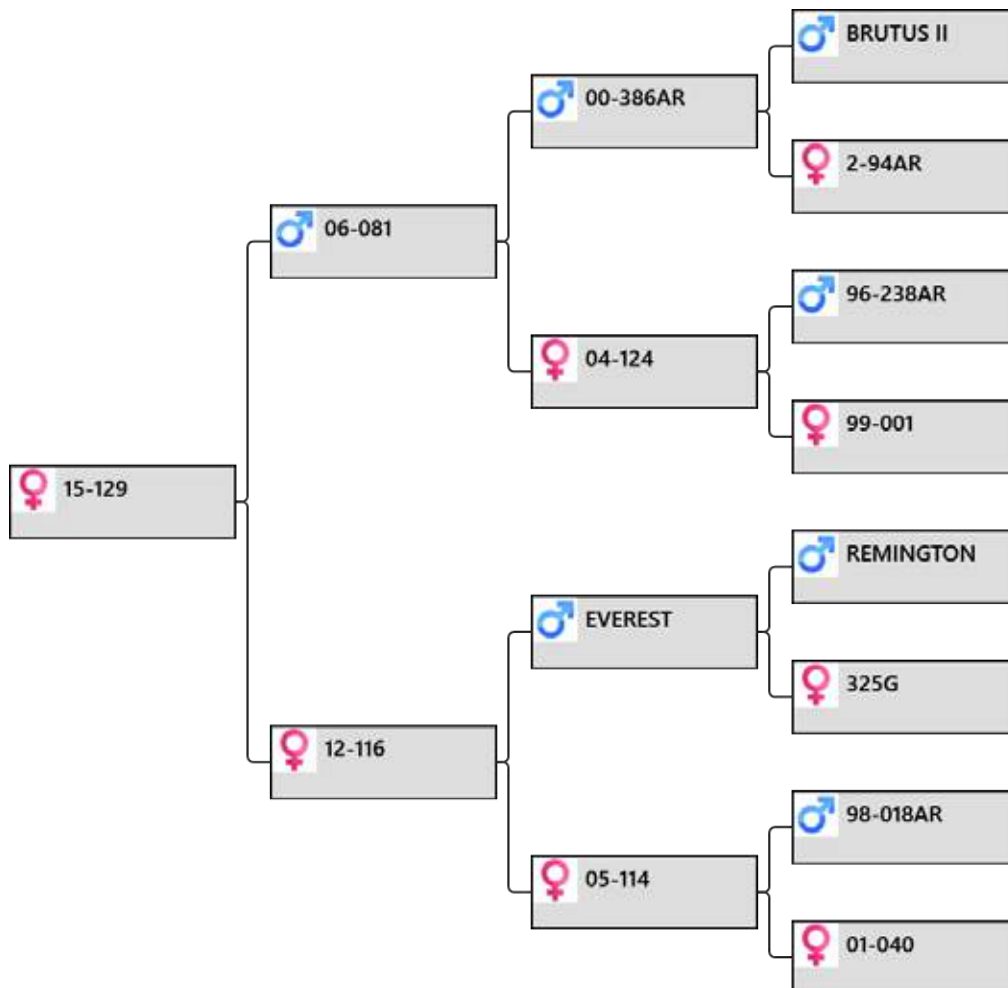 BRUTUS II
00-386AR
2-94AR
06-081
96-238AR
04-124
99-001
15-129
REMINGTON
EVEREST
325G
12-116
98-018AR
05-114
01-040